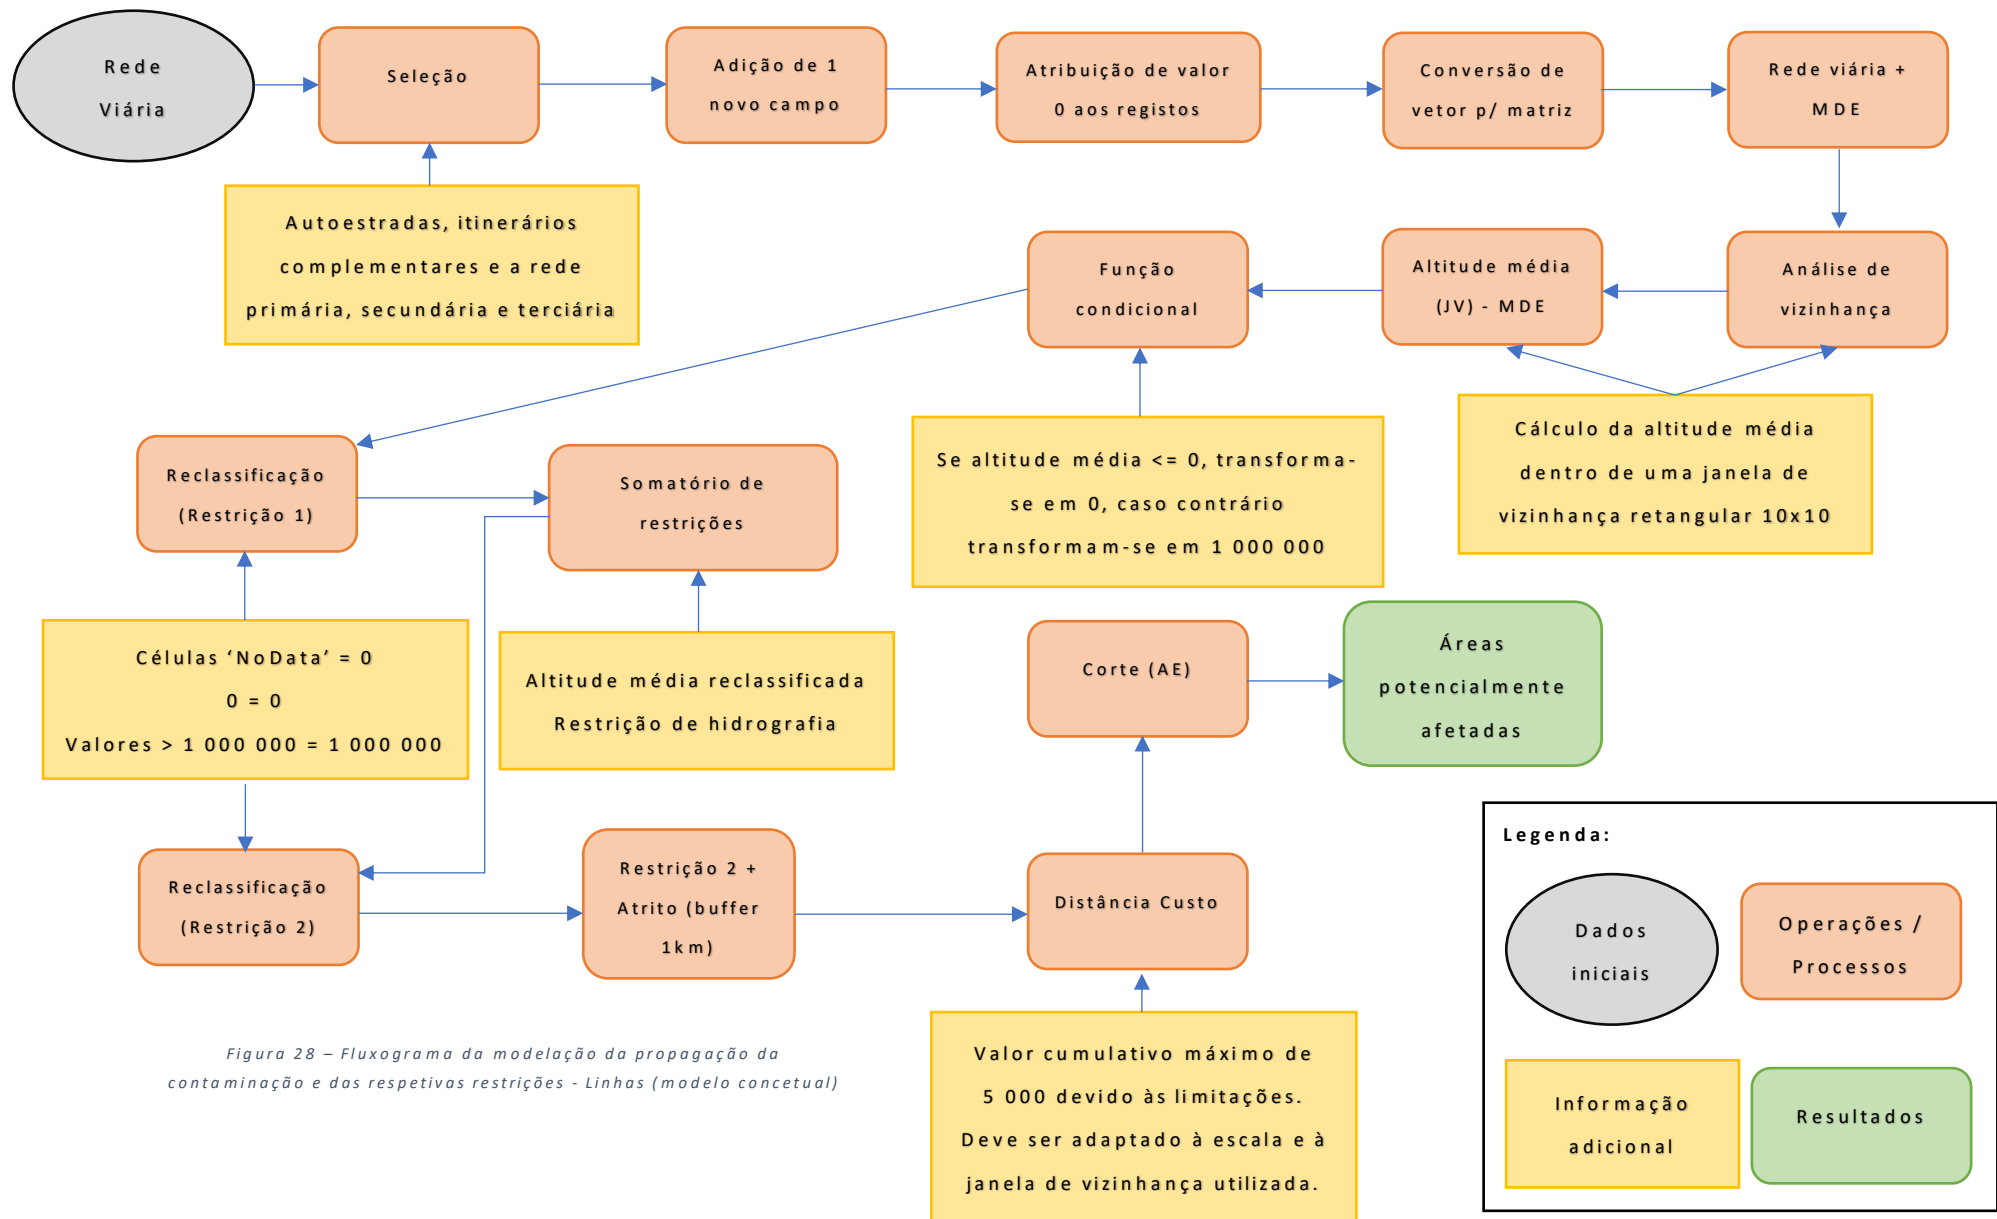 Rede
Viária
Seleção
Adição de 1
novo campo
Atribuição de valor
0 aos registos
Conversão de
vetor p/ matriz
Rede viária +
MDE
Autoestradas, itinerários
complementares e a rede
primária, secundária e terciária
Função
condicional
Altitude média
(JV) - MDE
Análise de
vizinhança
Se altitude média <= 0, transforma-
se em 0, caso contrário
transformam-se em 1 000 000
Cálculo da altitude média
dentro de uma janela de
vizinhança retangular 10x10
Reclassificação
(Restrição 1)
Somatório de
restrições
Células ‘NoData’ = 0
0 = 0
Valores > 1 000 000 = 1 000 000
Altitude média reclassificada
Restrição de hidrografia
Corte (AE)
Áreas
potencialmente
afetadas
Reclassificação
(Restrição 2)
Restrição 2 +
Atrito (buffer
1km)
Distância Custo
Valor cumulativo máximo de
5 000 devido às limitações.
Deve ser adaptado à escala e à
janela de vizinhança utilizada.
Legenda:
Dados
iniciais
Operações /
Processos
Informação
adicional
Resultados
Figura 28 – Fluxograma da modelação da propagação da
contaminação e das respetivas restrições - Linhas (modelo concetual)